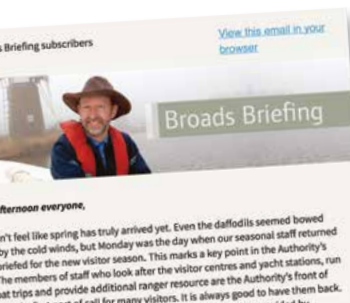 s Briefing subscribers
View this email in your
browser
Broads Briefing
fternoon everyone,
n't feel like spring has truly arrived yet. Even the daffodils seemed bowed
by the cold winds, but Monday was the day when our seasonal staff returned
briefed for the new visitor season. This marks a key point in the Authority's
The members of staff who look after the visitor centres and yacht stations, run
at trips and provide additional ranger resource are the Authority's front of
of call for many visitors. It is always good to have them back.